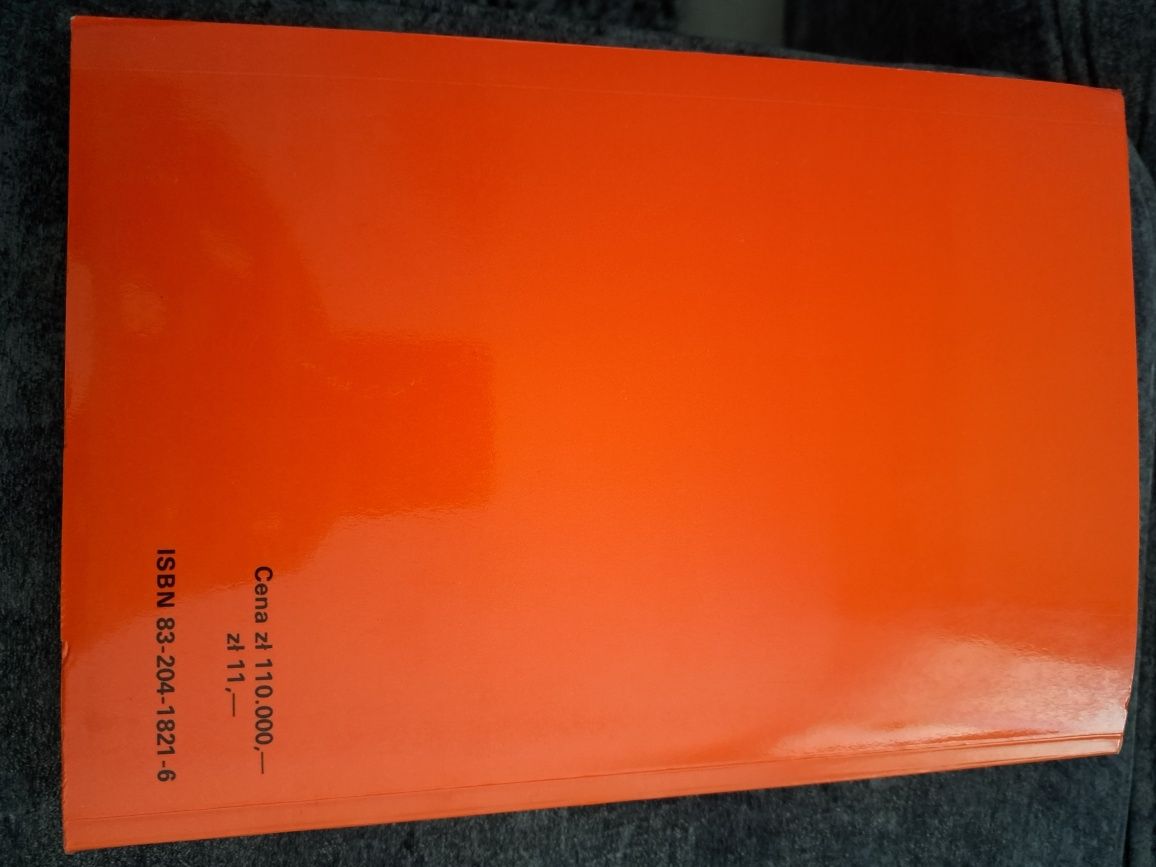 Cena zł 110.000,—
zł 11,—
ISBN 83-204-1821-6